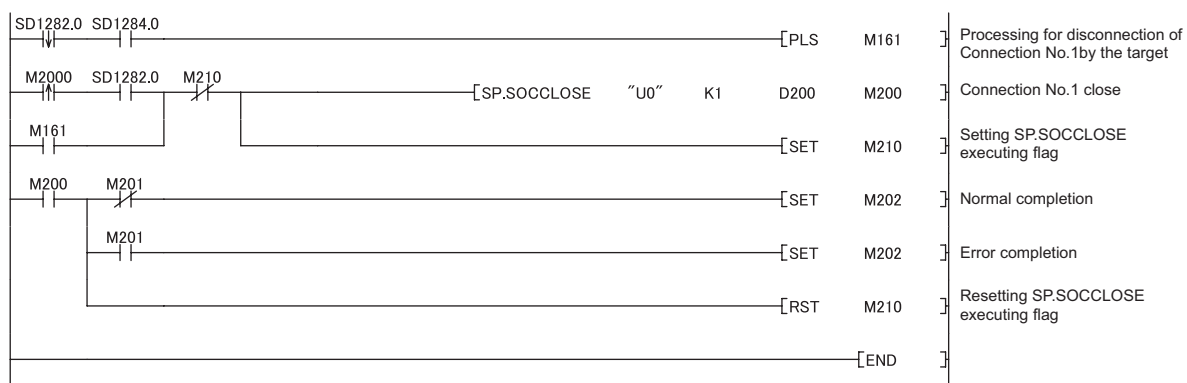 SD1282.0 SD1284.0
[PLS M161 ]
Processing for disconnection of
Connection No.1by the target
M2000 SD1282.0 M210
[SP.SOCCLOSE "U0" K1 D200 M200 ]
Connection No.1 close
M161
[SET M210 ]
Setting SP.SOCCLOSE
executing flag
M200 M201
[SET M202 ]
Normal completion
M201
[SET M202 ]
Error completion
[RST M210 ]
Resetting SP.SOCCLOSE
executing flag
[END ]